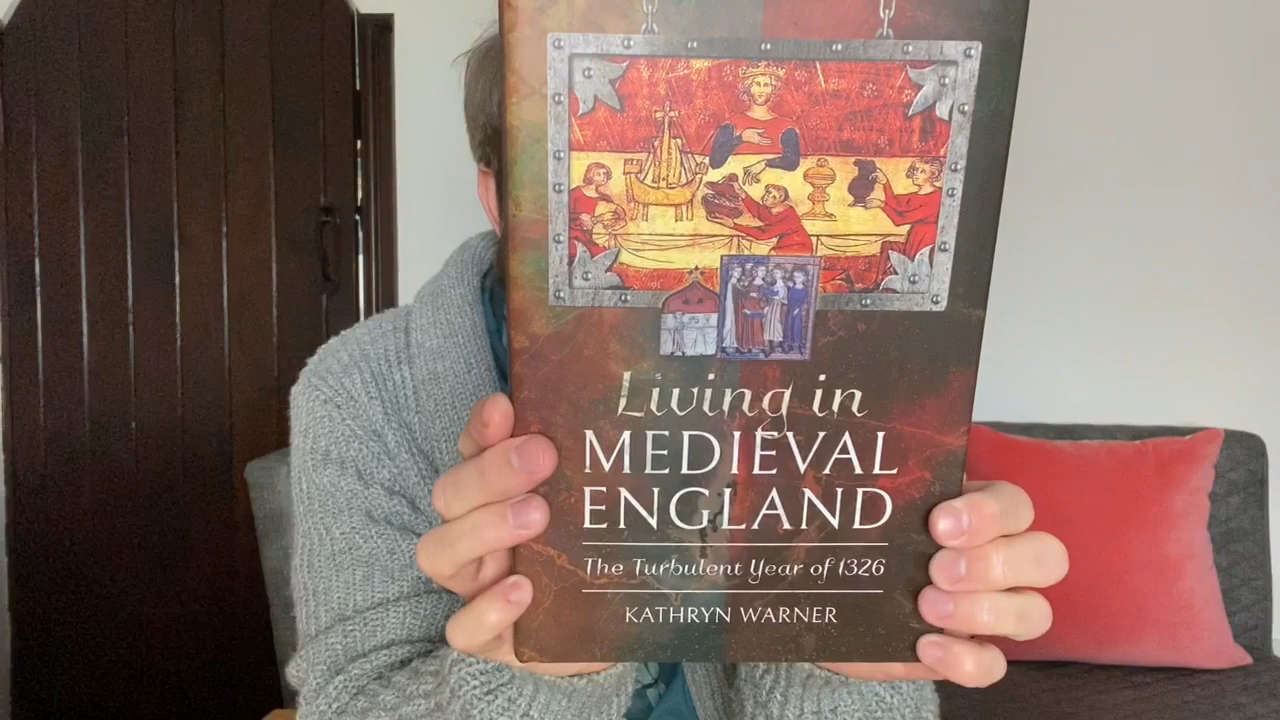 Living in
MEDIEVAL
ENGLAND
The Turbulent Year of 1326
KATHRYN WARNER